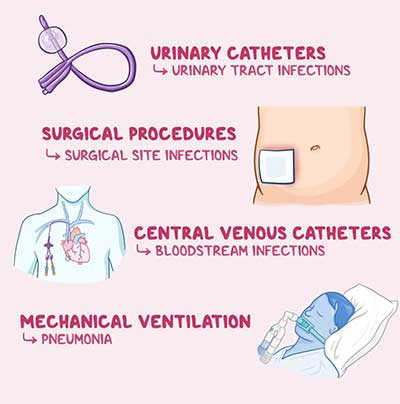 URINARY CATHETERS
↳ URINARY TRACT INFECTIONS
SURGICAL PROCEDURES
↳ SURGICAL SITE INFECTIONS
CENTRAL VENOUS CATHETERS
↳ BLOODSTREAM INFECTIONS
MECHANICAL VENTILATION
↳ PNEUMONIA